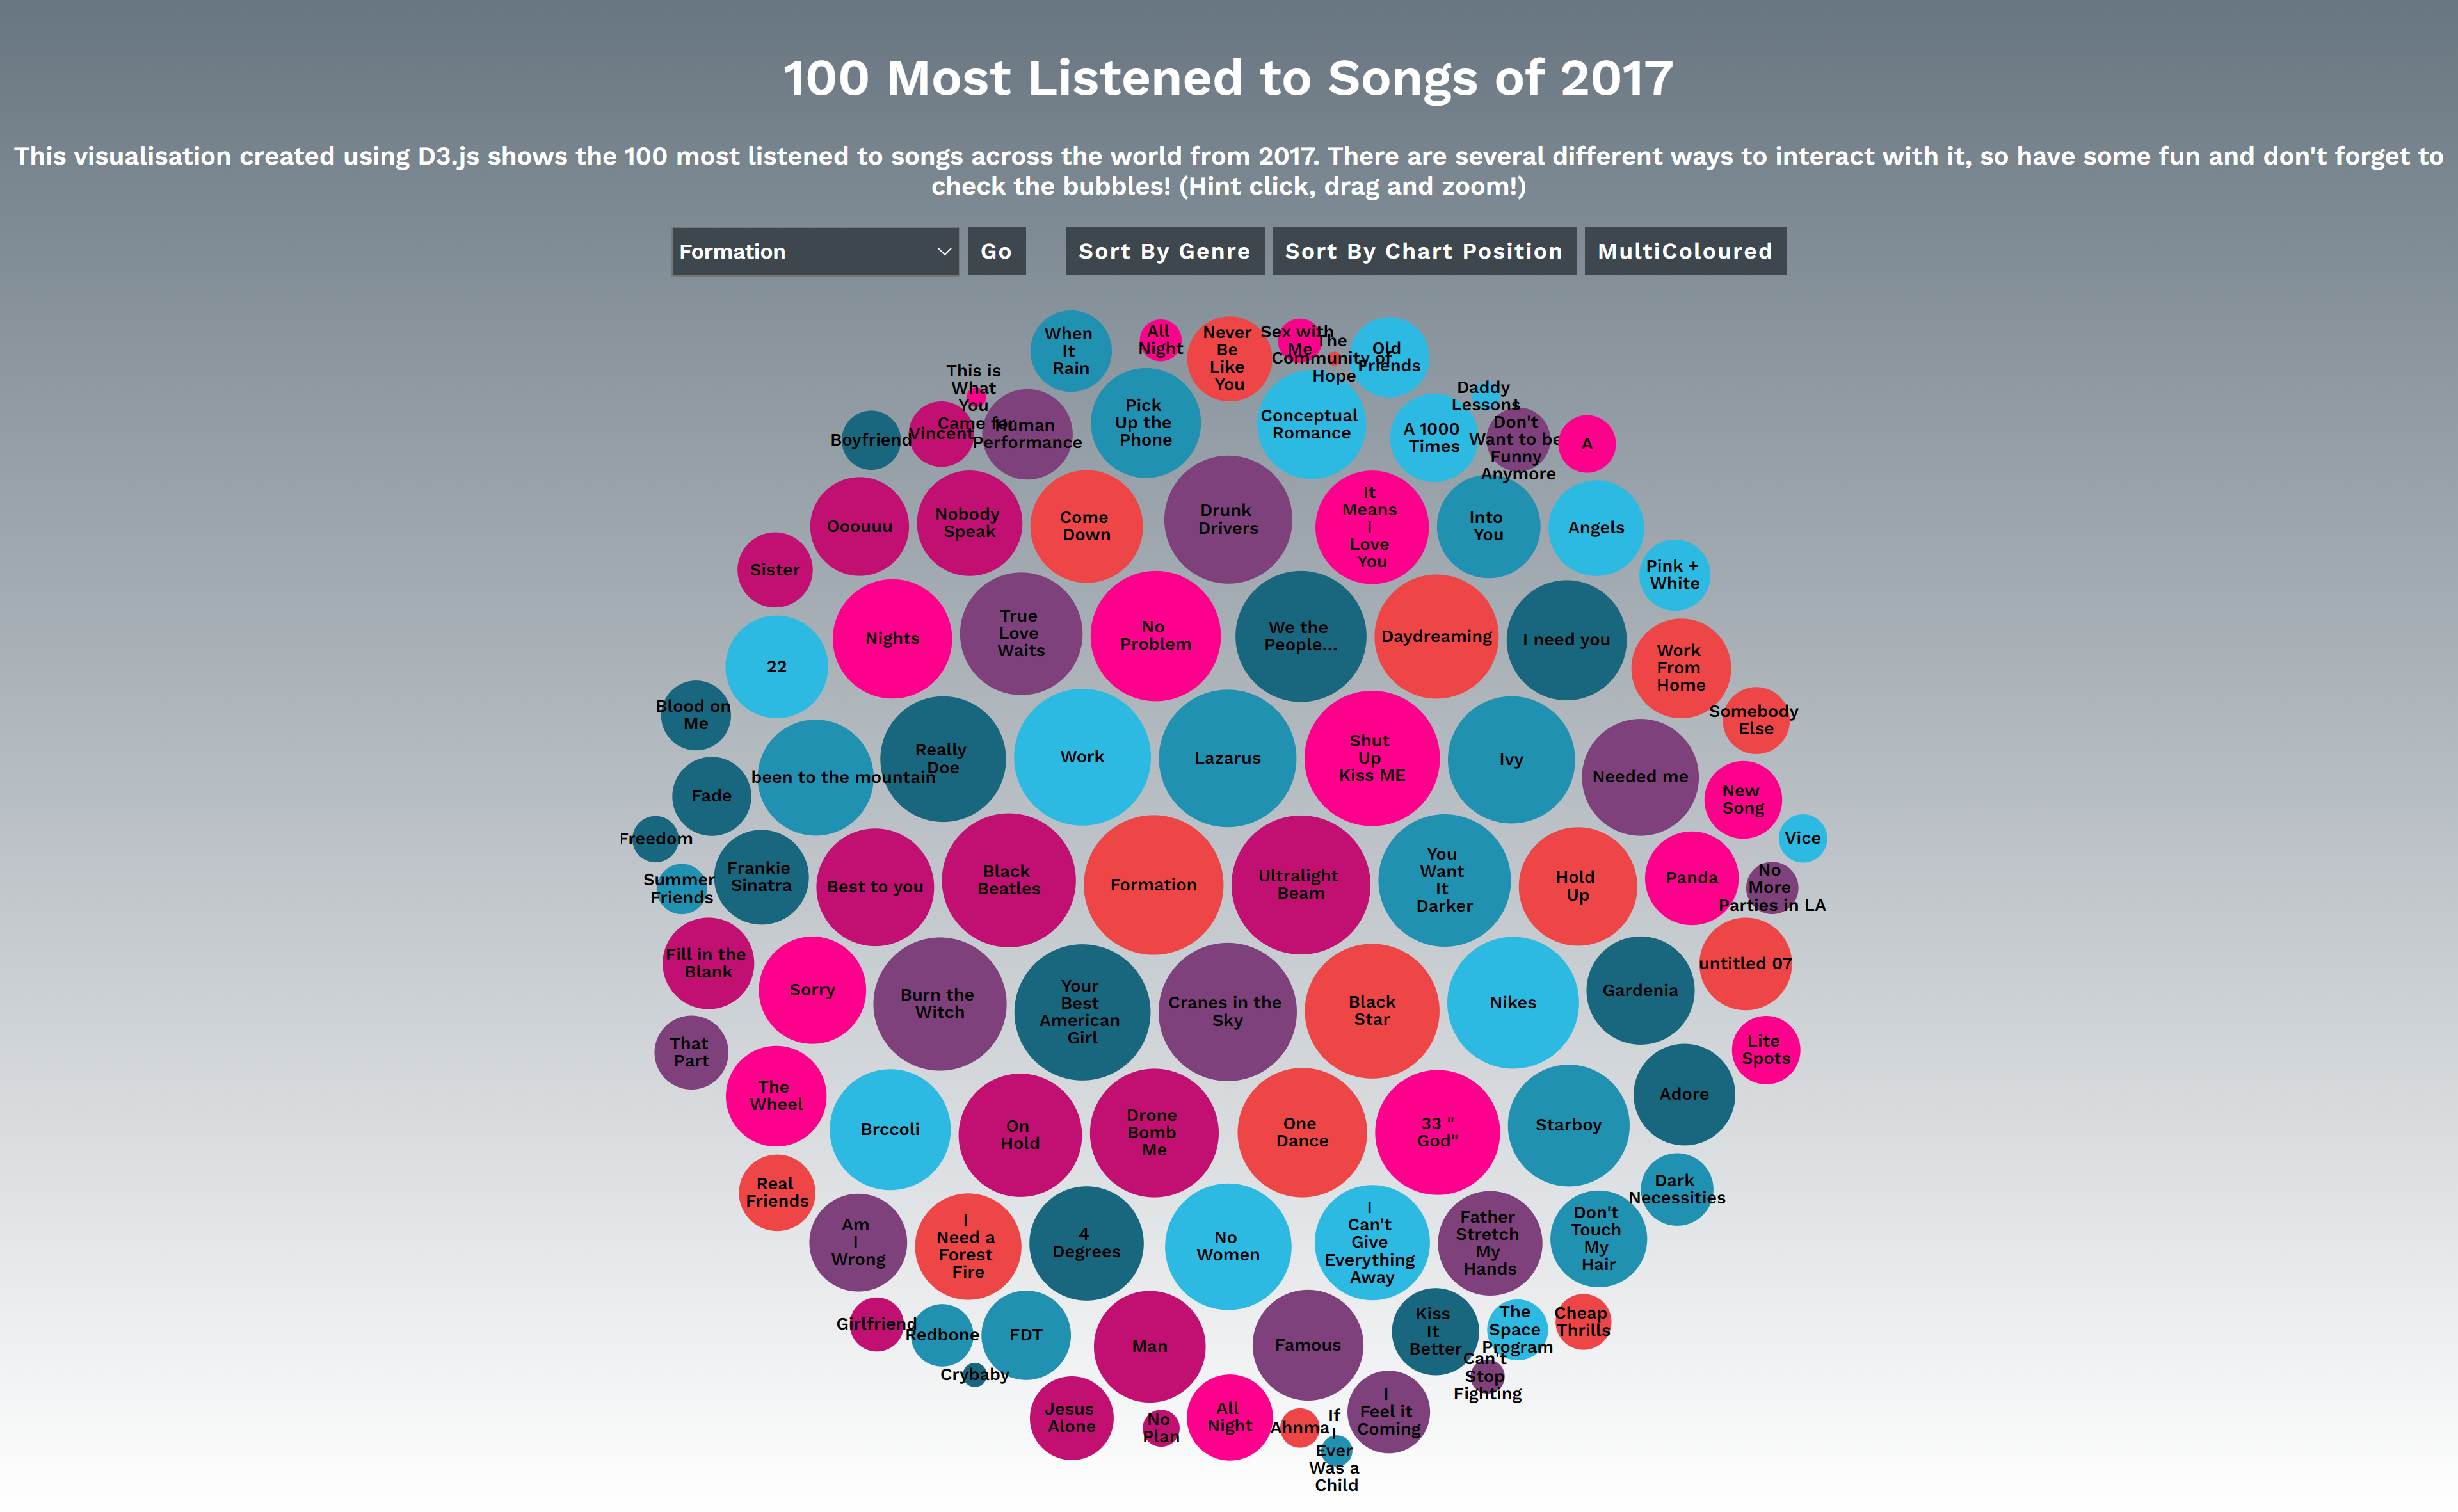 100 Most Listened to Songs of 2017
This visualisation created using D3.js shows the 100 most listened to songs across the world from 2017. There are several different ways to interact with it, so have some fun and don't forget to
check the bubbles! (Hint click, drag and zoom!)
Formation
Go
Sort By Genre
Sort By Chart Position
MultiColoured
When
It
Rain
All
Night
Never
Be
Like
You
Sex with
Me
The
Community of
Hope
Old
Friends
This is
What
You
Came for
Daddy
Lessons
Boyfriend
Vincent
Human
Performance
Pick
Up the
Phone
Conceptual
Romance
A 1000
Times
I
Don't
Want to be
Funny
Anymore
A
Ooouuu
Nobody
Speak
Come
Down
Drunk
Drivers
It
Means
I
Love
You
Into
You
Angels
Sister
Pink +
White
Nights
True
Love
Waits
No
Problem
We the
People...
Daydreaming
I need you
22
Work
From
Home
Blood on
Me
Somebody
Else
been to the mountain
Really
Doe
Work
Lazarus
Shut
Up
Kiss ME
Ivy
Needed me
Fade
New
Song
Freedom
Vice
Summer
Friends
Frankie
Sinatra
Best to you
Black
Beatles
Formation
Ultralight
Beam
You
Want
It
Darker
Hold
Up
Panda
No
More
Parties in LA
Fill in the
Blank
untitled 07
Sorry
Burn the
Witch
Your
Best
American
Girl
Cranes in the
Sky
Black
Star
Nikes
Gardenia
That
Part
Lite
Spots
The
Wheel
Brccoli
On
Hold
Drone
Bomb
Me
One
Dance
33 "
God"
Starboy
Adore
Real
Friends
Dark
Necessities
Am
I
Wrong
I
Need a
Forest
Fire
4
Degrees
No
Women
I
Can't
Give
Everything
Away
Father
Stretch
My
Hands
Don't
Touch
My
Hair
Girlfriend
Redbone
FDT
Man
Famous
Kiss
It
Better
The
Space
Program
Cheap
Thrills
Crybaby
Can't
Stop
Fighting
Jesus
Alone
No
Plan
All
Night
Ahnma
If
I
Ever
Was a
Child
I
Feel it
Coming